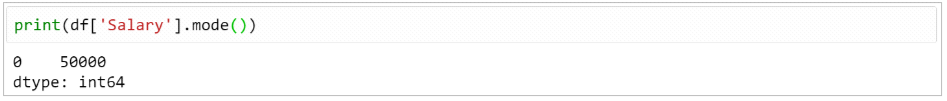 print(df['Salary'].mode())
0    50000
dtype: int64